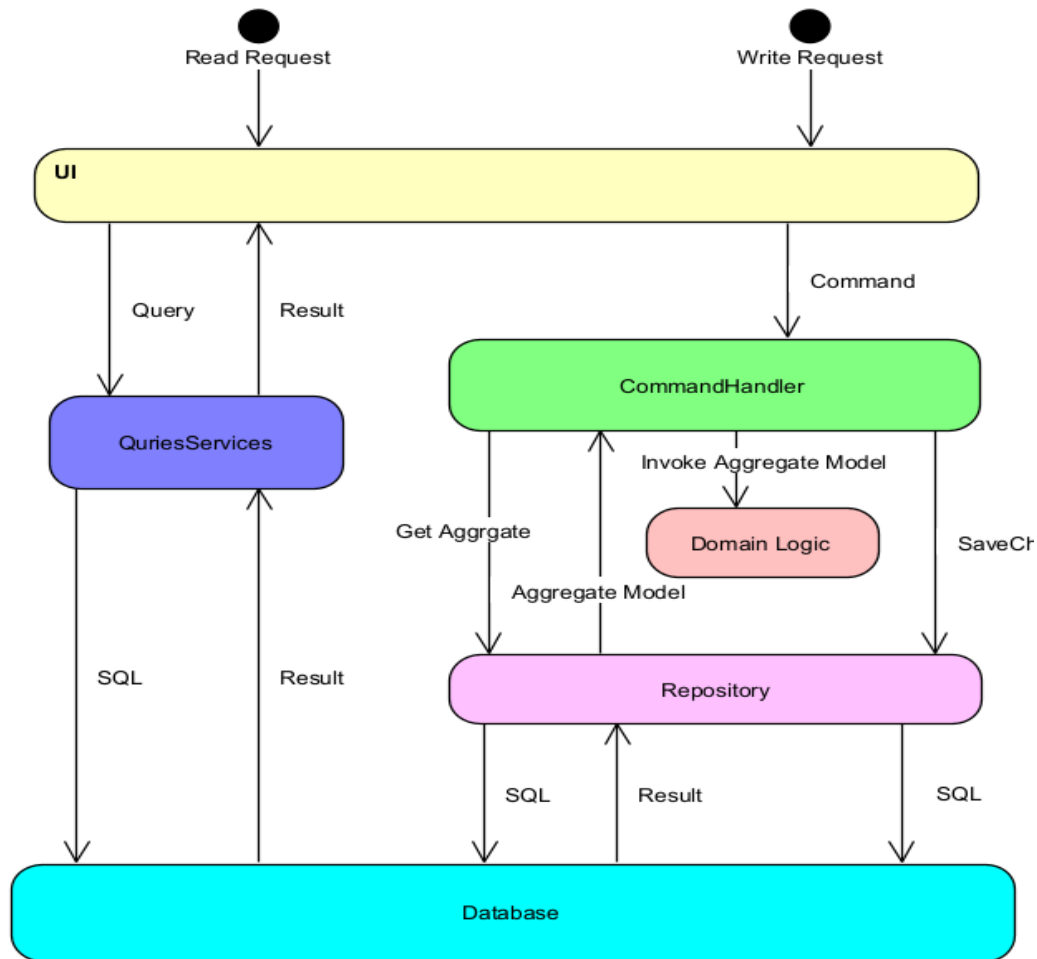 Read Request
Write Request
UI
Command
Query
Result
CommandHandler
QuriesServices
Invoke Aggregate Model
Get Aggrgate
Domain Logic
SaveCh
Aggregate Model
SQL
Result
Repository
SQL
Result
SQL
Database